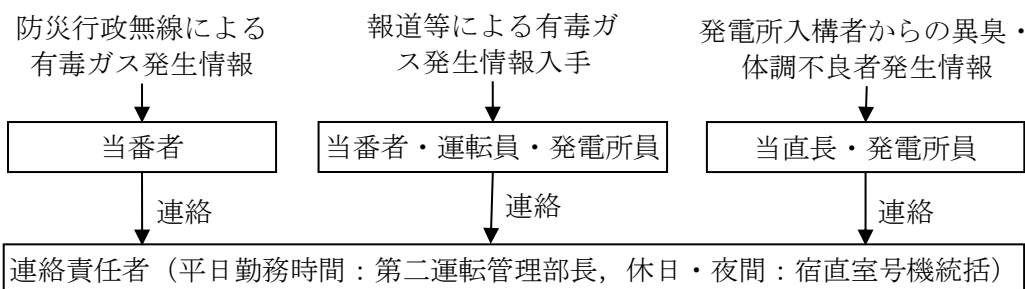 防災行政無線による
有毒ガス発生情報
報道等による有毒ガ
ス発生情報入手
発電所入構者からの異臭・
体調不良者発生情報
当番者
当番者・運転員・発電所員
当直長・発電所員
連絡
連絡
連絡
連絡責任者（平日勤務時間：第二運転管理部長，休日・夜間：宿直室号機統括）